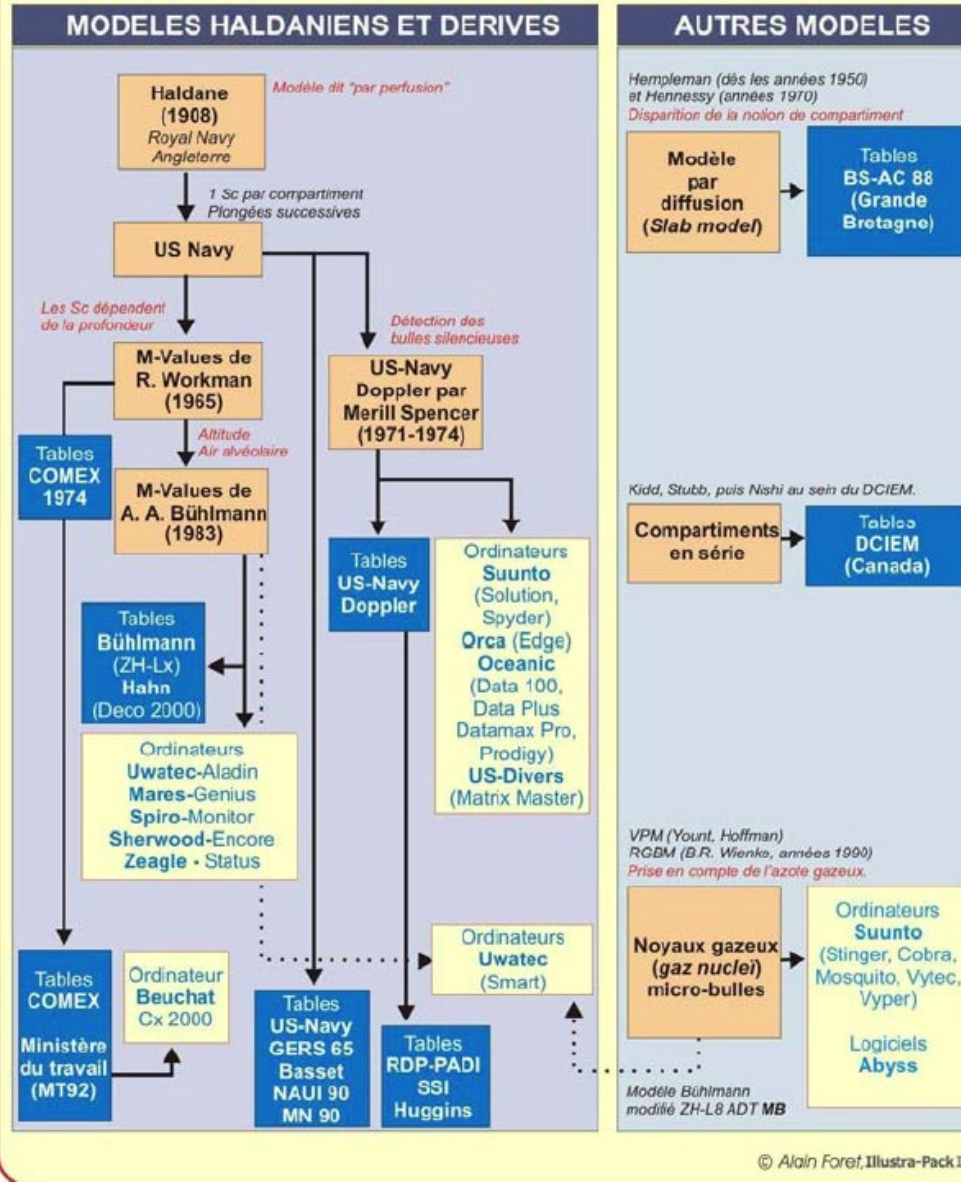 MODELES HALDANIENS ET DERIVES
Haldane
(1908)
Royal Navy
Angleterre
Modèle dit "par perfusion"
1 Sc par compartiment
Plongées successives
US Navy
Les Sc dépendent
de la profondeur
Détection des
bulles silencieuses
M-Values de
R. Workman
(1965)
US-Navy
Doppler par
Merill Spencer
(1971-1974)
Altitude
Air alvéolaire
Tables
COMEX
1974
M-Values de
A. A. Bühlmann
(1983)
Tables
US-Navy
Doppler
Ordinateurs
Suunto
(Solution,
Spyder)
Orca (Edge)
Oceanic
(Data 100,
Data Plus
Datamax Pro,
Prodigy)
US-Divers
(Matrix Master)
Tables
Bühlmann
(ZH-Lx)
Hahn
(Deco 2000)
Ordinateurs
Uwatec-Aladin
Mares-Genius
Spiro-Monitor
Sherwood-Encore
Zeagle - Status
Ordinateurs
Uwatec
(Smart)
Tables
COMEX
Ministère
du travail
(MT92)
Ordinateur
Beuchat
Cx 2000
Tables
US-Navy
GERS 65
Basset
NAUI 90
MN 90
Tables
RDP-PADI
SSI
Huggins
AUTRES MODELES
Hempleman (dès les années 1950)
et Hennessy (années 1970)
Disparition de la notion de compartiment
Modèle
par
diffusion
(Slab model)
Tables
BS-AC 88
(Grande
Bretagne)
Kidd, Stubb, puis Nishi au sein du DCIEM.
Compartiments
en série
Tables
DCIEM
(Canada)
VPM (Yount, Hoffman)
RGBM (B.R. Wienke, années 1990)
Prise en compte de l'azote gazeux.
Noyaux gazeux
(gaz nucleï)
micro-bulles
Ordinateurs
Suunto
(Stinger, Cobra,
Mosquito, Vytec,
Vyper)
Logiciels
Abyss
Modèle Bühlmann
modifié ZH-L8 ADT MB
© Alain Foret, Illustra-Pack